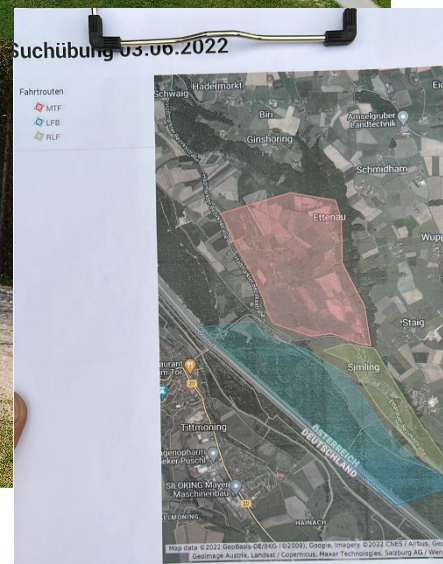 Suchübung 03.06.2022
Fahrtrouten
MTF
LFB
RLF
Hadermarkt
Schwaig
Biri
Amselgruber
Landtechnik
Ginshöring
Schmidham
Ettenau
Staig
Simling
20
Tittmoning
ÖSTERREICH
DEUTSCHLAND
SILOKING Mayer
Maschinenbau
20
HAINACH
Map data ©2022 GeoBasis-DE/BKG (©2009), Google, Imagery ©2022 CNES / Airbus,
Geoimage Austria, Landsat / Copernicus, Maxar Technologies, Salzburg AG /